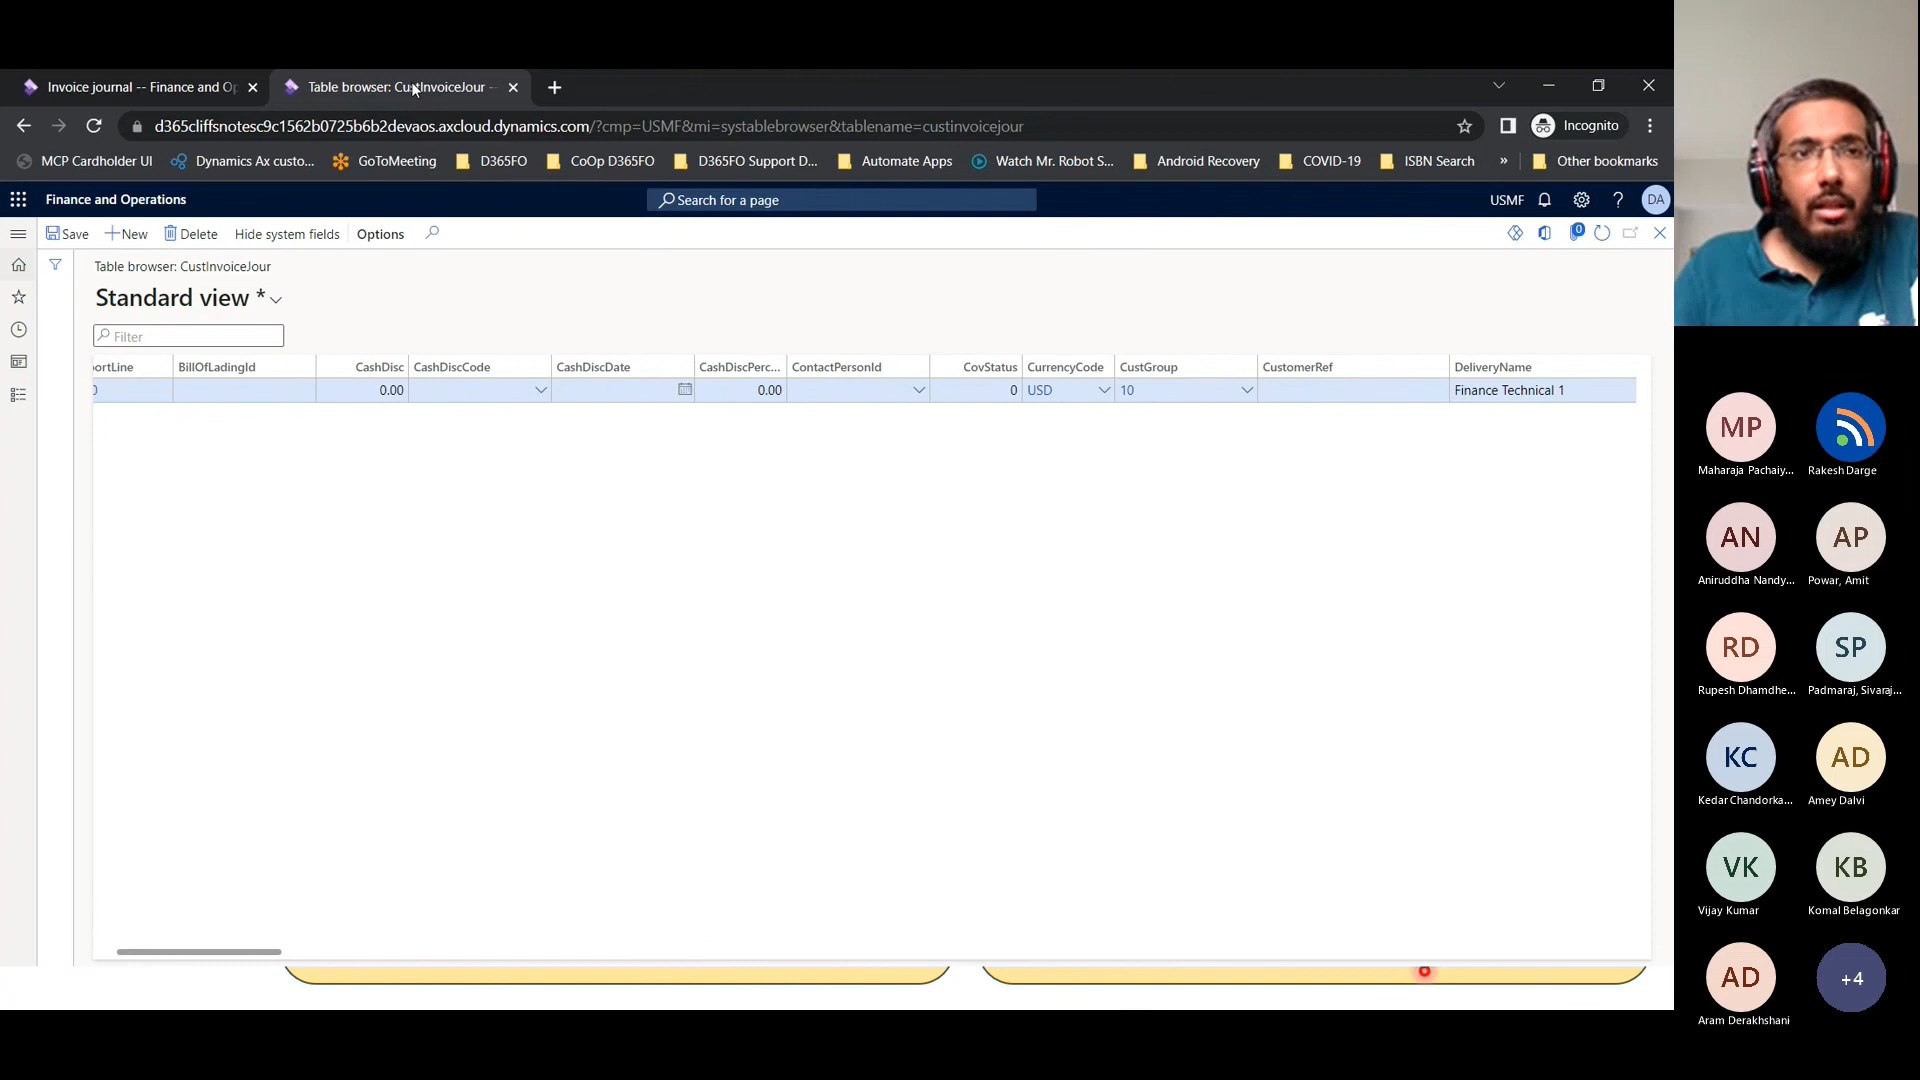 Invoice journal -- Finance and Op
Table browser: CustInvoiceJour --
d365cliffsnotesc9c1562b0725b6b2devaos.axcloud.dynamics.com/?cmp=USMF&mi=systablebrowser&tablename=custinvoicejour
Incognito
MCP Cardholder UI
Dynamics Ax custo...
GoToMeeting
D365FO
CoOp D365FO
D365FO Support D...
Automate Apps
Watch Mr. Robot S...
Android Recovery
COVID-19
ISBN Search
»
Other bookmarks
Finance and Operations
Search for a page
USMF
?
DA
Save
New
Delete
Hide system fields
Options
0
Table browser: CustInvoiceJour
Standard view *
Filter
ortLine BillOfLadingId CashDisc CashDiscCode CashDiscDate CashDiscPerc... ContactPersonId CovStatus CurrencyCode CustGroup CustomerRef DeliveryName
0.00 0.00 0 USD 10 Finance Technical 1
MP
Maharaja Pachaiy...
Rakesh Darge
AN
Aniruddha Nandy...
AP
Powar, Amit
RD
Rupesh Dhamdhe...
SP
Padmaraj, Sivaraj...
KC
Kedar Chandorka...
AD
Amey Dalvi
VK
Vijay Kumar
KB
Komal Belagonkar
AD
Aram Derakhshani
+4